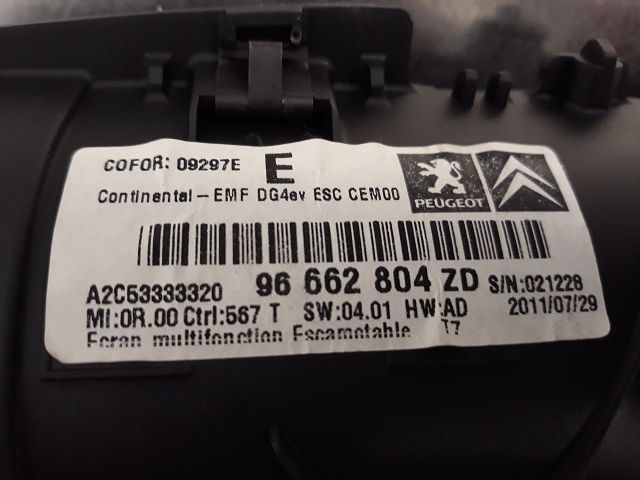 COFOR: 09297E E
Continental-EMF DG4ev ESC CEM00
PEUGEOT
A2C53333320 96 662 804 ZD S/N:021228
MI:0R.00 Ctrl:567 T SW:04.01 HW:AD 2011/07/29
Ecran multifonction Escamotable T7